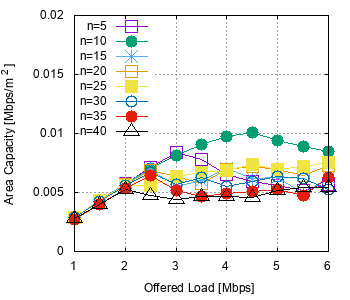 0.02
0.015
0.01
0.005
0
Area Capacity [Mbps/m²]
n=5
n=10
n=15
n=20
n=25
n=30
n=35
n=40
1 2 3 4 5 6
Offered Load [Mbps]